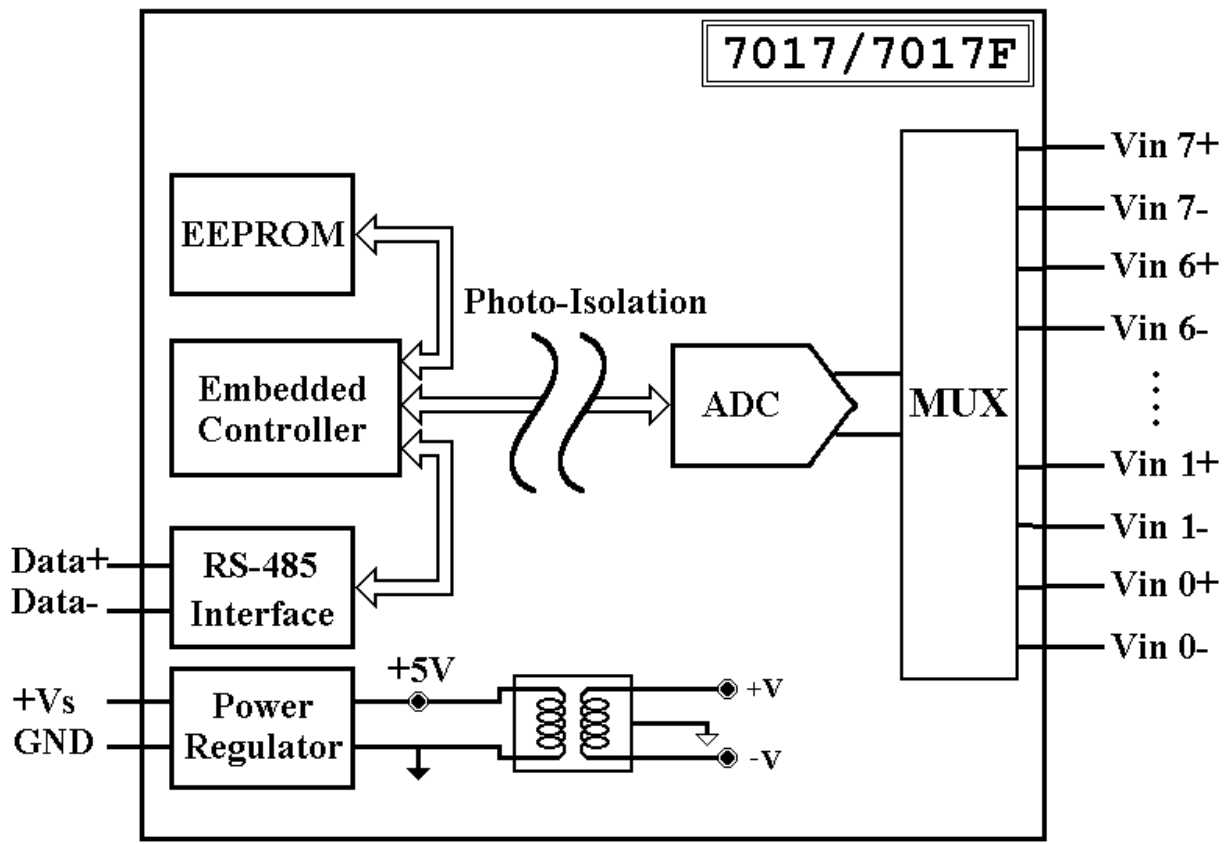 7017/7017F
Vin 7+
Vin 7-
Vin 6+
Vin 6-
Vin 1+
Vin 1-
Vin 0+
Vin 0-
EEPROM
Photo-Isolation
Embedded
Controller
ADC
MUX
Data+
Data-
RS-485
Interface
+Vs
GND
Power
Regulator
+5V
+V
-V